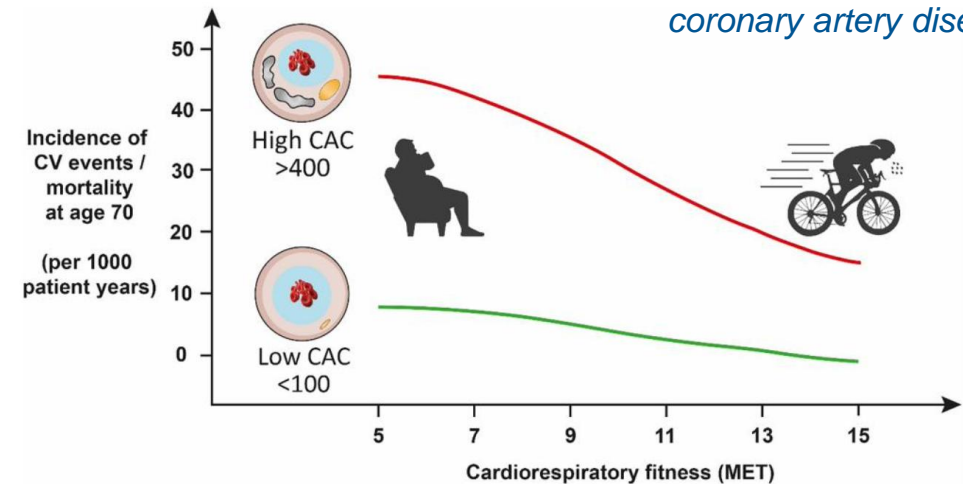 coronary artery dise
50
40
30
20
10
0
Incidence of
CV events /
mortality
at age 70
(per 1000
patient years)
High CAC
>400
Low CAC
<100
5 7 9 11 13 15
Cardiorespiratory fitness (MET)